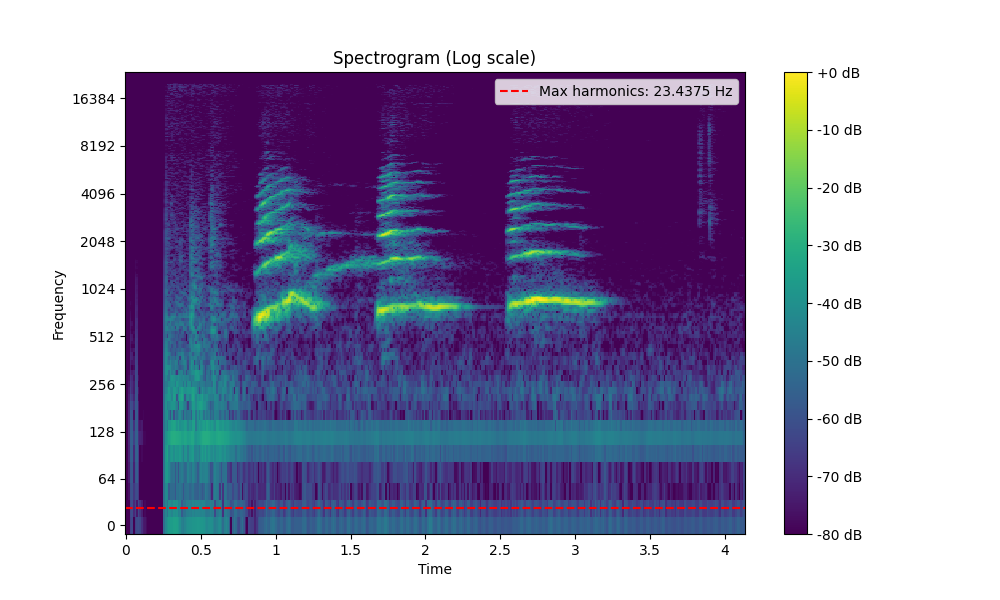 Spectrogram (Log scale)
Max harmonics: 23.4375 Hz
Frequency
16384
8192
4096
2048
1024
512
256
128
64
0
0 0.5 1 1.5 2 2.5 3 3.5 4
Time
+0 dB
-10 dB
-20 dB
-30 dB
-40 dB
-50 dB
-60 dB
-70 dB
-80 dB